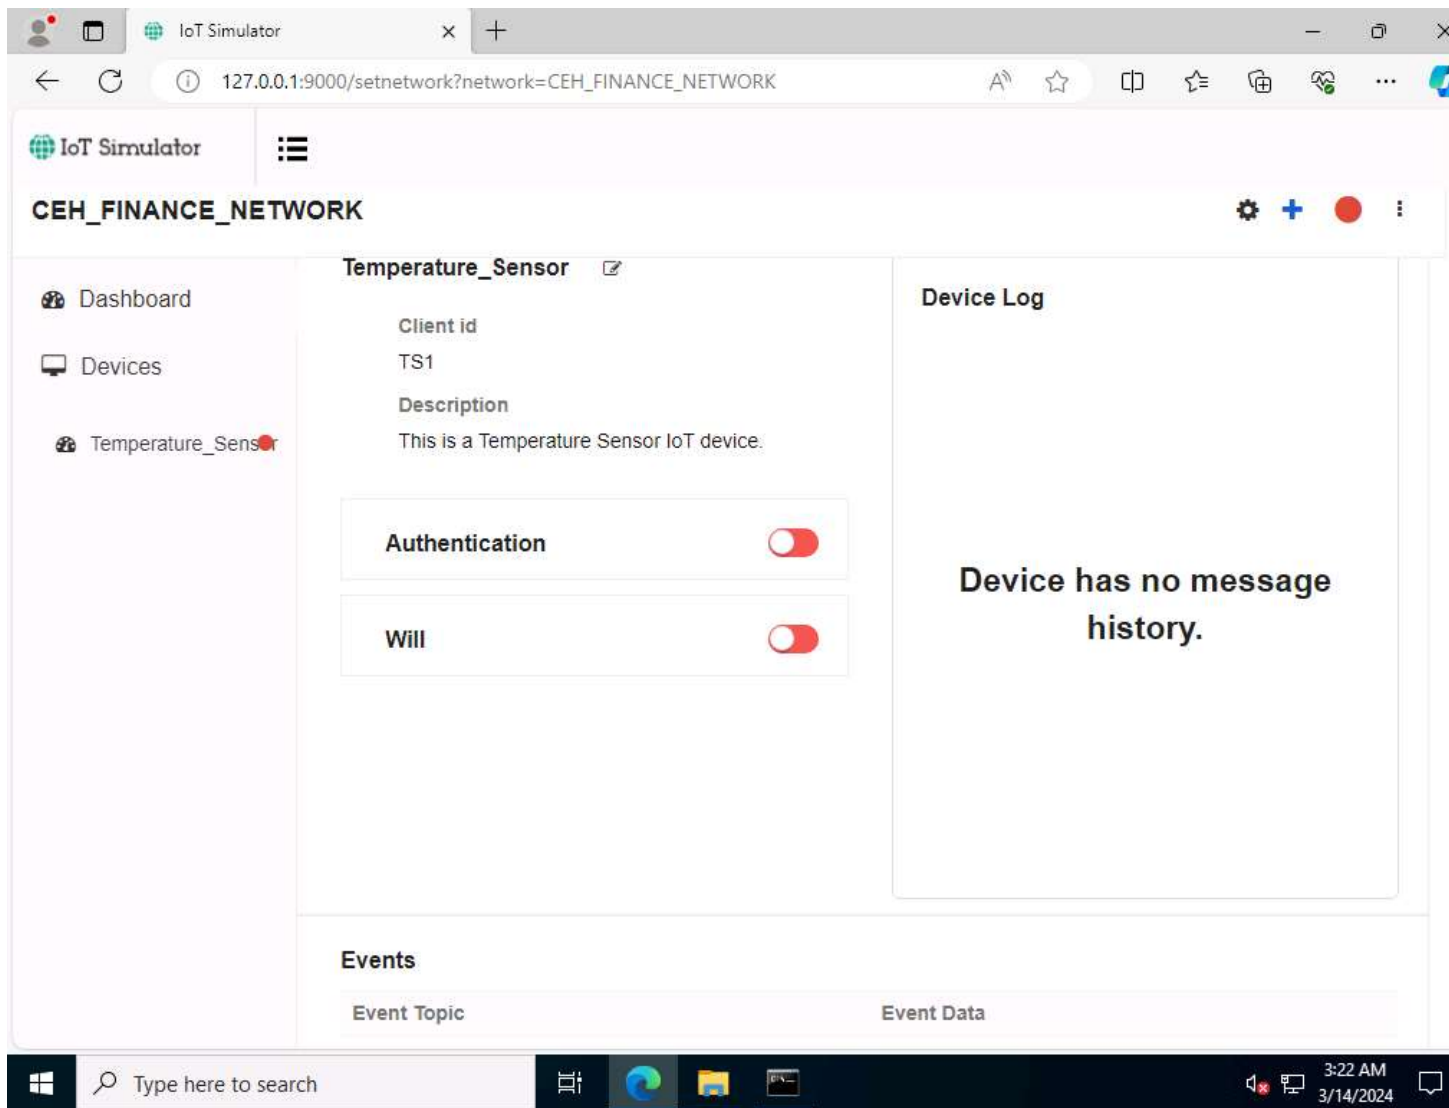 IoT Simulator
127.0.0.1:9000/setnetwork?network=CEH_FINANCE_NETWORK
IoT Simulator
CEH_FINANCE_NETWORK
Dashboard
Devices
Temperature_Sensor
Temperature_Sensor
Client id
TS1
Description
This is a Temperature Sensor IoT device.
Authentication
Will
Device Log
Device has no message
history.
Events
Event Topic Event Data
Type here to search
3:22 AM
3/14/2024